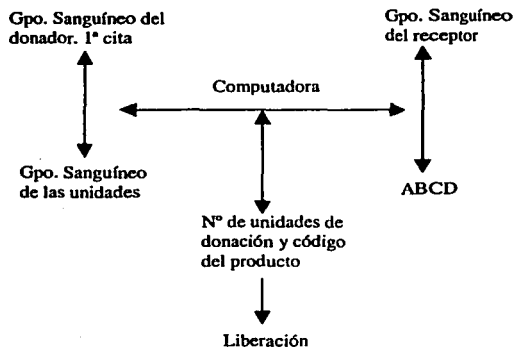 Gpo. Sanguíneo del
donador. 1ª cita
Gpo. Sanguíneo
del receptor
Computadora
Gpo. Sanguíneo
de las unidades
ABCD
Nº de unidades de
donación y código
del producto
Liberación